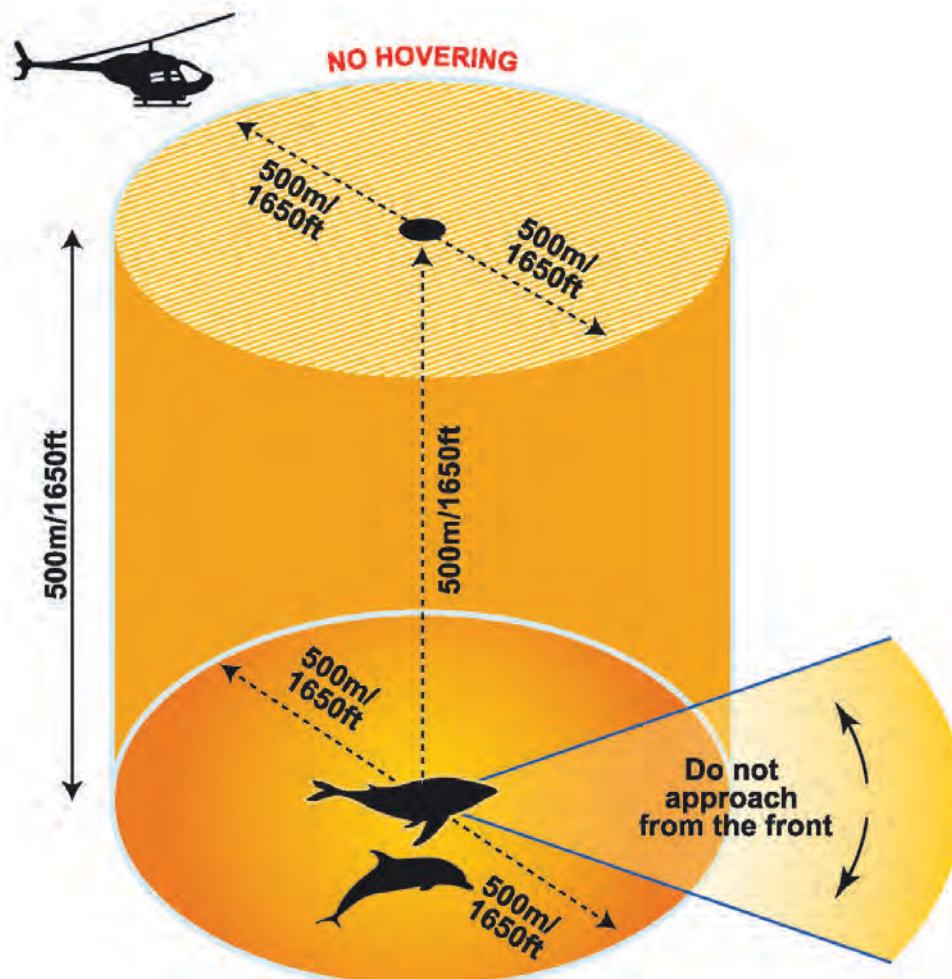 NO HOVERING
500m/
1650ft
500m/
1650ft
500m/1650ft
500m/1650ft
500m/
1650ft
Do not
approach
from the front
500m/
1650ft